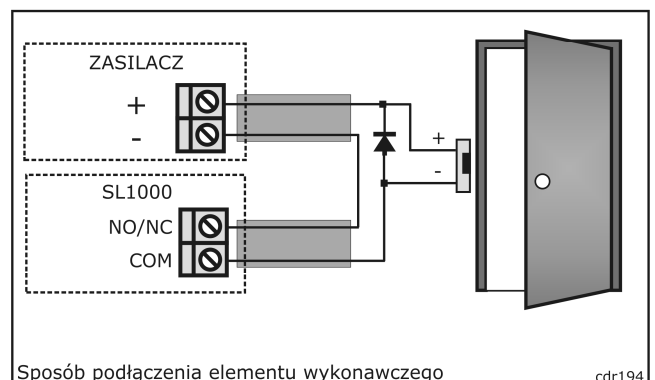 ZASILACZ
+
-
SL1000
NO/NC
COM
+
-
Sposób podłączenia elementu wykonawczego
cdr194